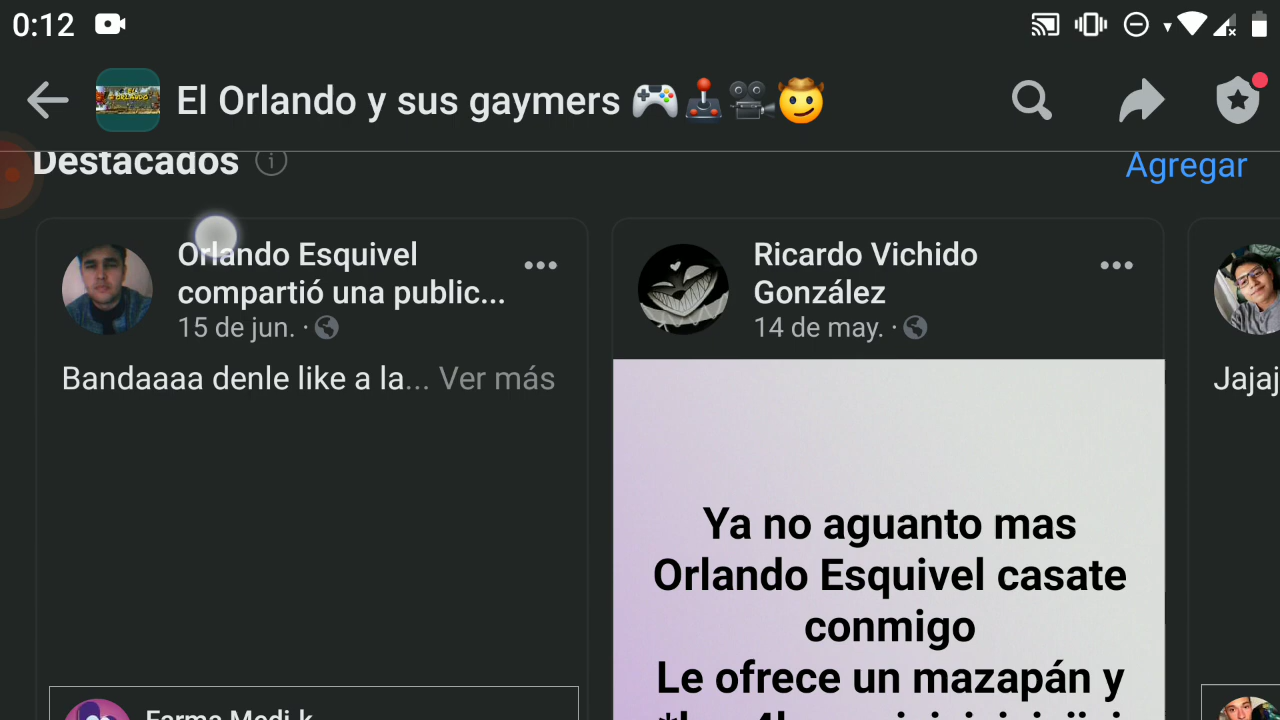 0:12
El Orlando y sus gaymers 🎮🕹️🎥🤠
Destacados
Agregar
Orlando Esquivel
compartió una public...
15 de jun. ·
Bandaaaa denle like a la... Ver más
Ricardo Vichido
González
14 de may. ·
Ya no aguanto mas
Orlando Esquivel casate
conmigo
Le ofrece un mazapán y
Jajaj
Farma Medi k